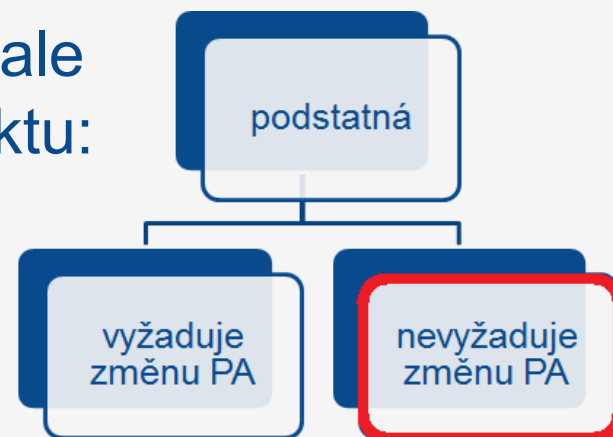 ale
ktu:
podstatná
vyžaduje
změnu PA
nevyžaduje
změnu PA